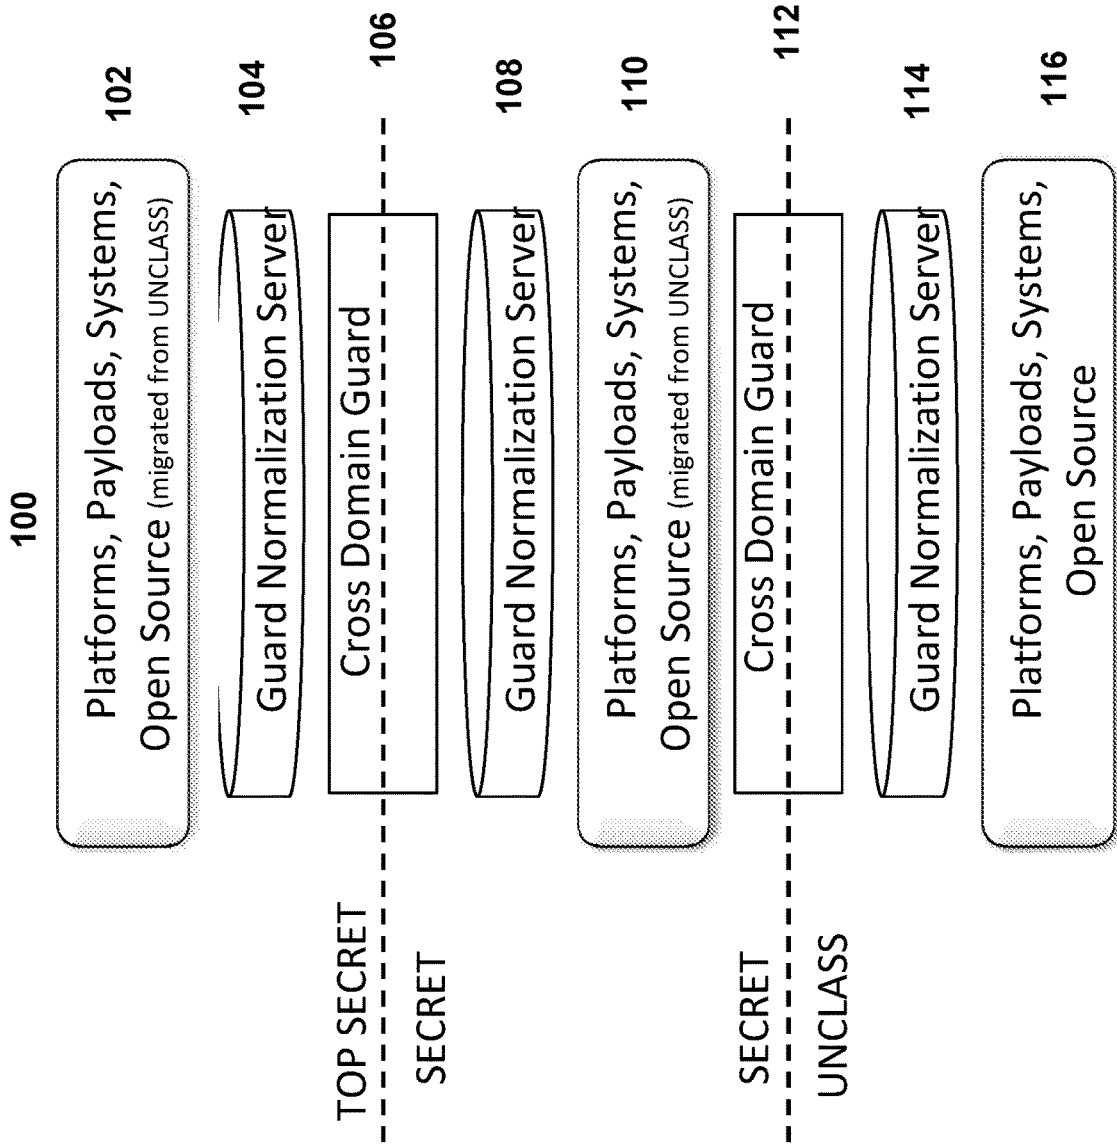 100
Platforms, Payloads, Systems,
Open Source (migrated from UNCLASS)
102
Guard Normalization Server
104
TOP SECRET
Cross Domain Guard
106
SECRET
Guard Normalization Server
108
Platforms, Payloads, Systems,
Open Source (migrated from UNCLASS)
110
SECRET
Cross Domain Guard
112
UNCLASS
Guard Normalization Server
114
Platforms, Payloads, Systems,
Open Source
116